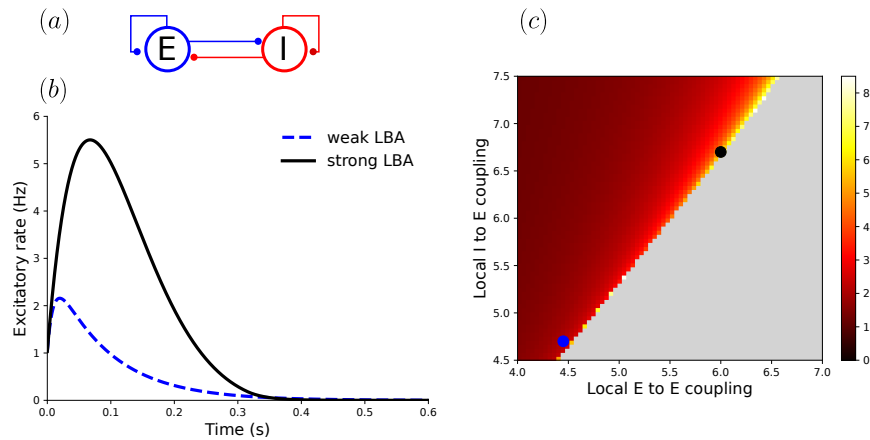 (a)
E I
(b)
6
5
4
3
2
1
0
0.0 0.1 0.2 0.3 0.4 0.5 0.6
Excitatory rate (Hz)
Time (s)
weak LBA
strong LBA
(c)
7.5
7.0
6.5
6.0
5.5
5.0
4.5
4.0 4.5 5.0 5.5 6.0 6.5 7.0
Local I to E coupling
Local E to E coupling
8
7
6
5
4
3
2
1
0